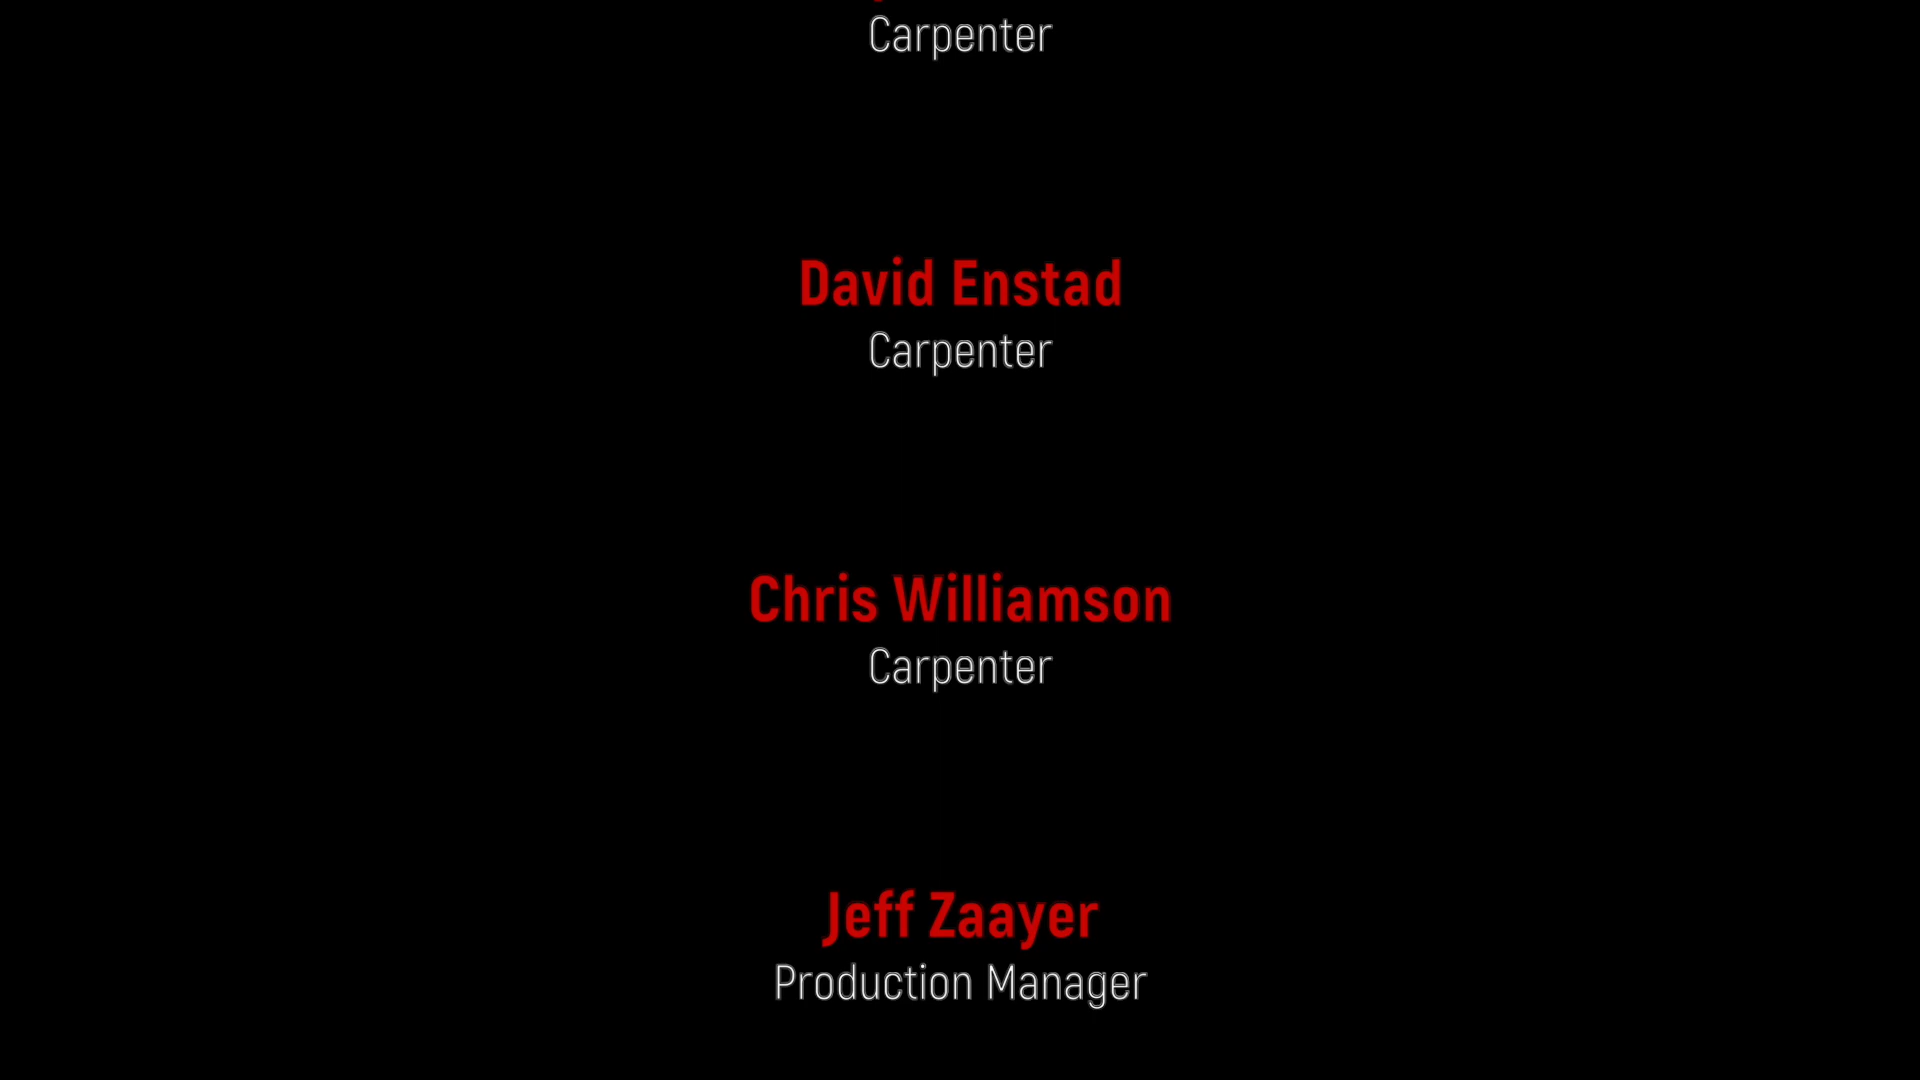 Carpenter
David Enstad
Carpenter
Chris Williamson
Carpenter
Jeff Zaayer
Production Manager